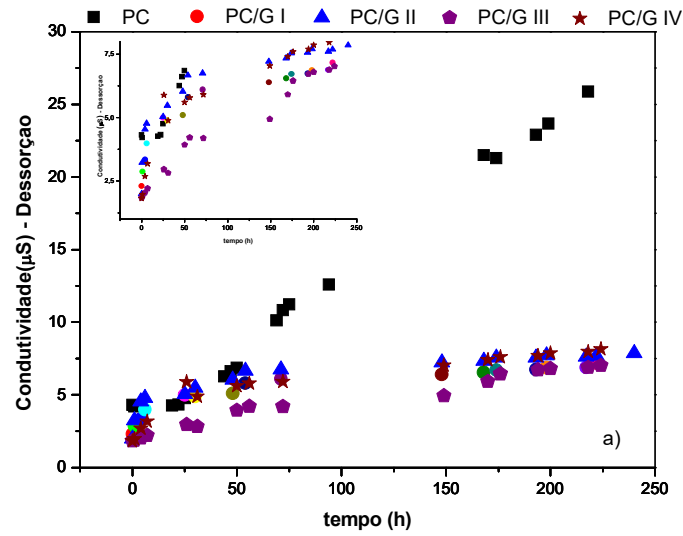 PC PC/G I PC/G II PC/G III PC/G IV
30
25
20
15
10
5
0
Condutividade(µS) - Dessorçao
0 50 100 150 200 250
tempo (h)
7,5
5,0
2,5
Condutividade (µS) - Dessorçao
0 50 100 150 200 250
tempo (h)
a)